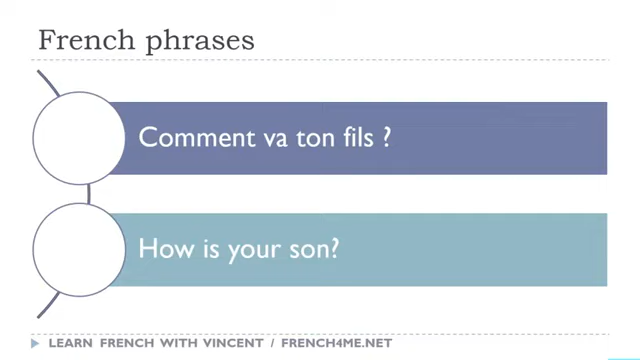 French phrases
Comment va ton fils ?
How is your son?
LEARN FRENCH WITH VINCENT / FRENCH4ME.NET